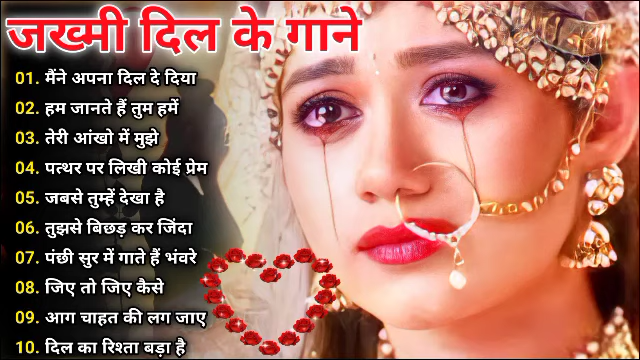 जख्मी दिल के गाने
01. मैंने अपना दिल दे दिया
02. हम जानते हैं तुम हमें
03. तेरी आंखो में मुझे
04. पत्थर पर लिखी कोई प्रेम
05. जबसे तुम्हें देखा है
06. तुझसे बिछड़ कर जिंदा
07. पंछी सुर में गाते हैं भंवरे
08. जिए तो जिए कैसे
09. आग चाहत की लग जाए
10. दिल का रिश्ता बड़ा है